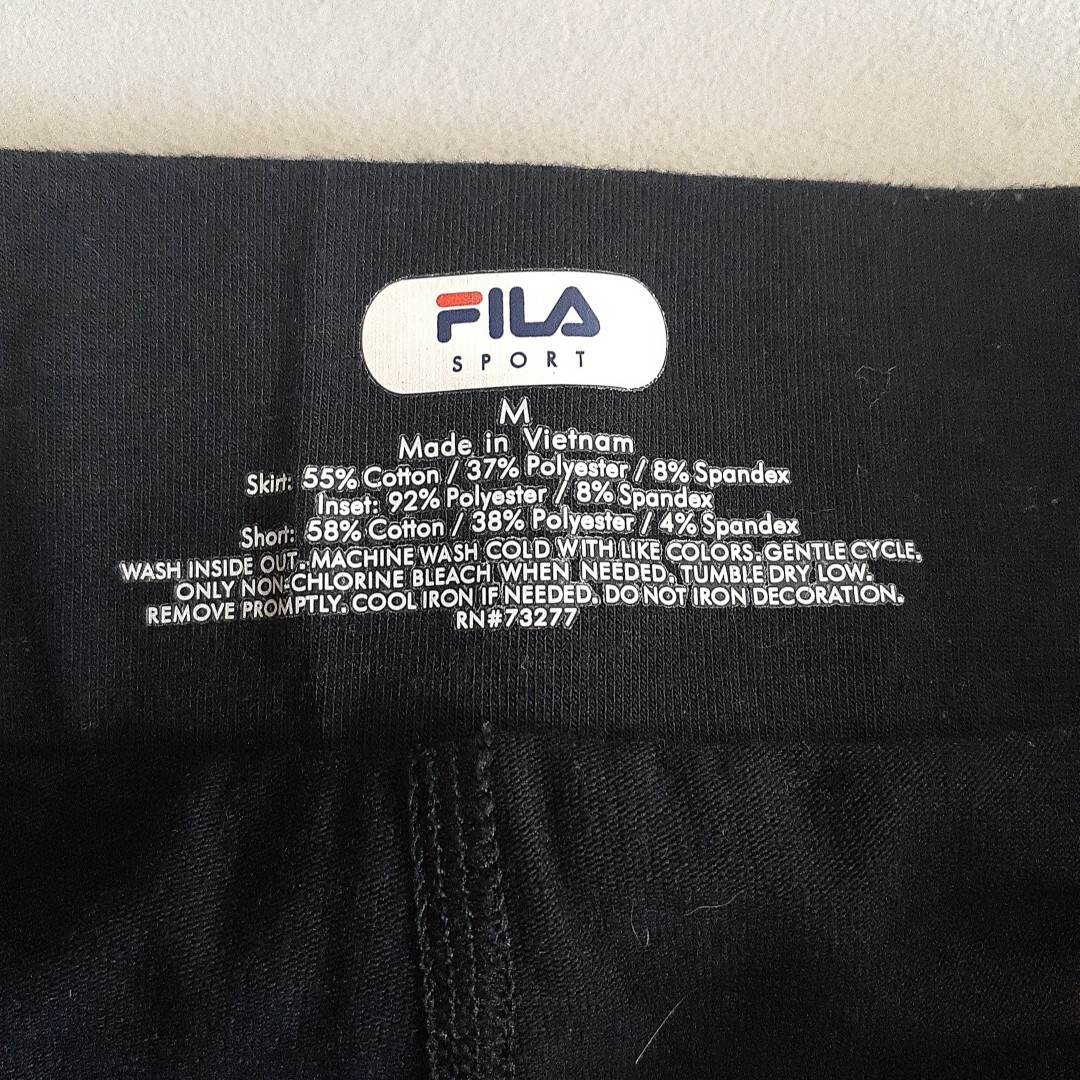 FILA
SPORT
M
Made in Vietnam
Skirt: 55% Cotton / 37% Polyester / 8% Spandex
Inset: 92% Polyester / 8% Spandex
Short: 58% Cotton / 38% Polyester / 4% Spandex
WASH INSIDE OUT. MACHINE WASH COLD WITH LIKE COLORS. GENTLE CYCLE.
ONLY NON-CHLORINE BLEACH WHEN NEEDED. TUMBLE DRY LOW.
REMOVE PROMPTLY. COOL IRON IF NEEDED. DO NOT IRON DECORATION.
RN#73277